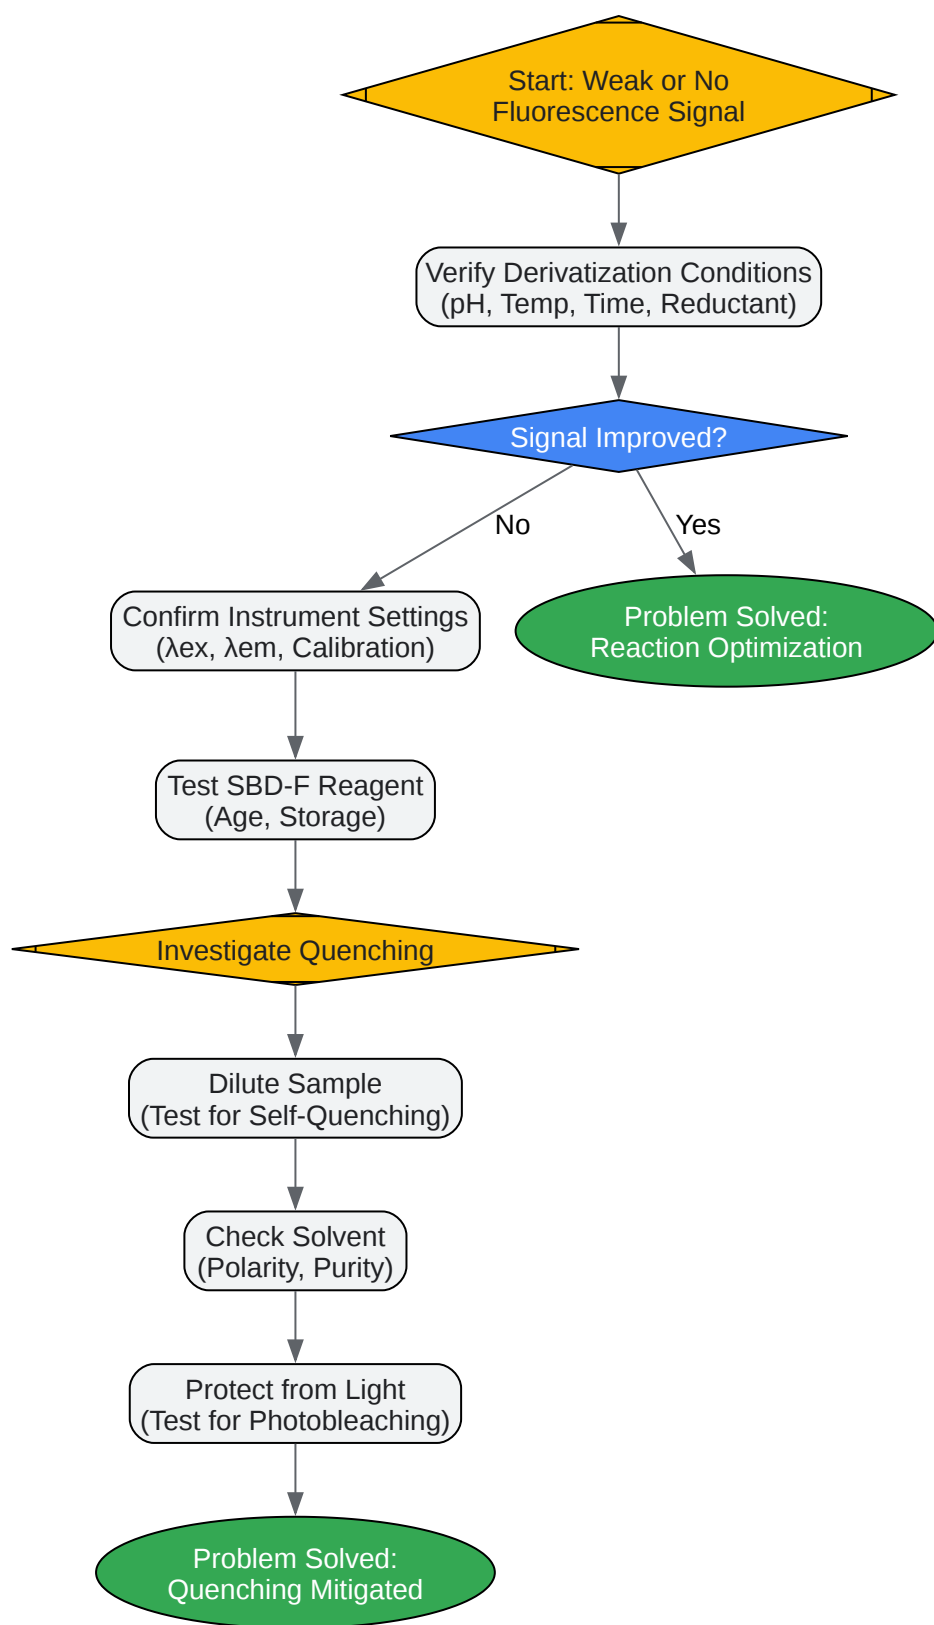 Start: Weak or No
Fluorescence Signal
Verify Derivatization Conditions
(pH, Temp, Time, Reductant)
Signal Improved?
No
Yes
Confirm Instrument Settings
(λex, λem, Calibration)
Problem Solved:
Reaction Optimization
Test SBD-F Reagent
(Age, Storage)
Investigate Quenching
Dilute Sample
(Test for Self-Quenching)
Check Solvent
(Polarity, Purity)
Protect from Light
(Test for Photobleaching)
Problem Solved:
Quenching Mitigated